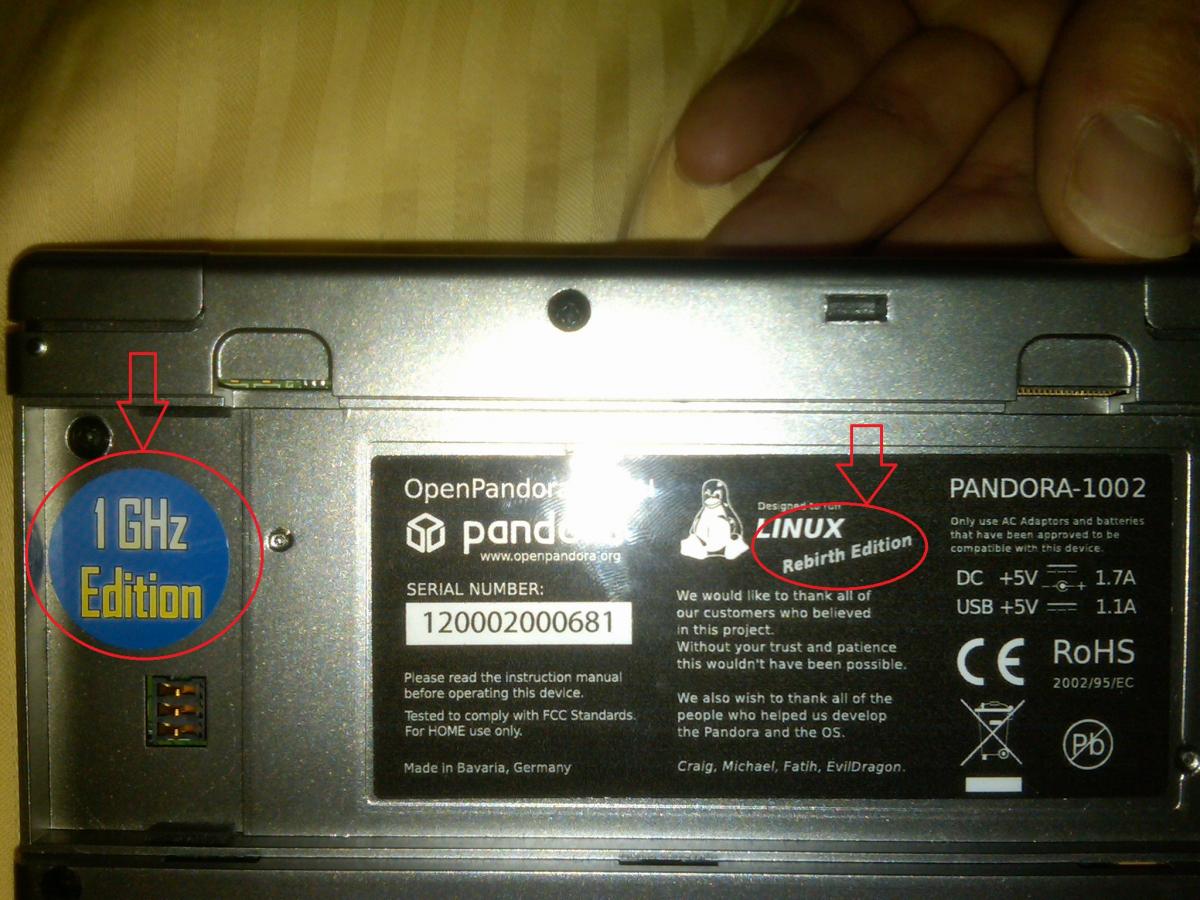 1 GHz
Edition
OpenPandora
pandora
www.openpandora.org
SERIAL NUMBER:
120002000681
Please read the instruction manual
before operating this device.
Tested to comply with FCC Standards.
For HOME use only.
Made in Bavaria, Germany
Designed to run
LINUX
Rebirth Edition
We would like to thank all of
our customers who believed
in this project.
Without your trust and patience
this wouldn't have been possible.
We also wish to thank all of the
people who helped us develop
the Pandora and the OS.
Craig, Michael, Fatih, EvilDragon.
PANDORA-1002
Only use AC Adaptors and batteries
that have been approved to be
compatible with this device.
DC +5V 1.7A
USB +5V 1.1A
CE RoHS
2002/95/EC
Pb